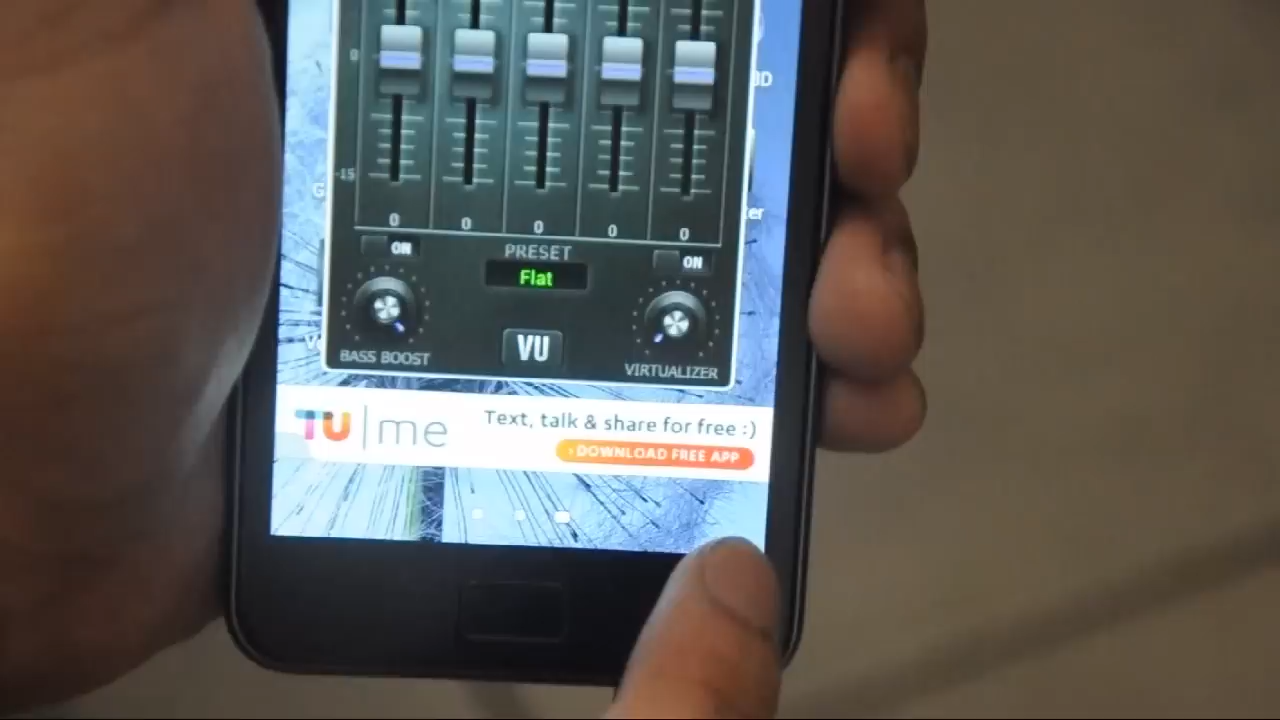 0
-15
0 0 0 0 0
ON PRESET ON
Flat
VU
BASS BOOST VIRTUALIZER
TU|me Text, talk & share for free :)
› DOWNLOAD FREE APP